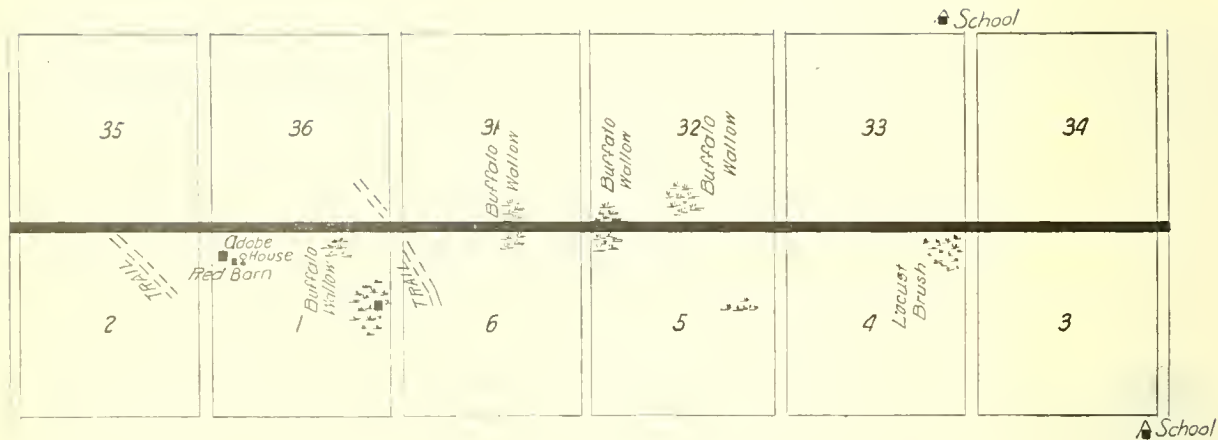 School
35
36
31
32
33
34
Buffalo
Wallow
Buffalo
Wallow
Buffalo
Wallow
adobe
House
Red Barn
TRAIL
Buffalo
Wallow
TRAIL
Locust
Brush
2
1
6
5
4
3
School